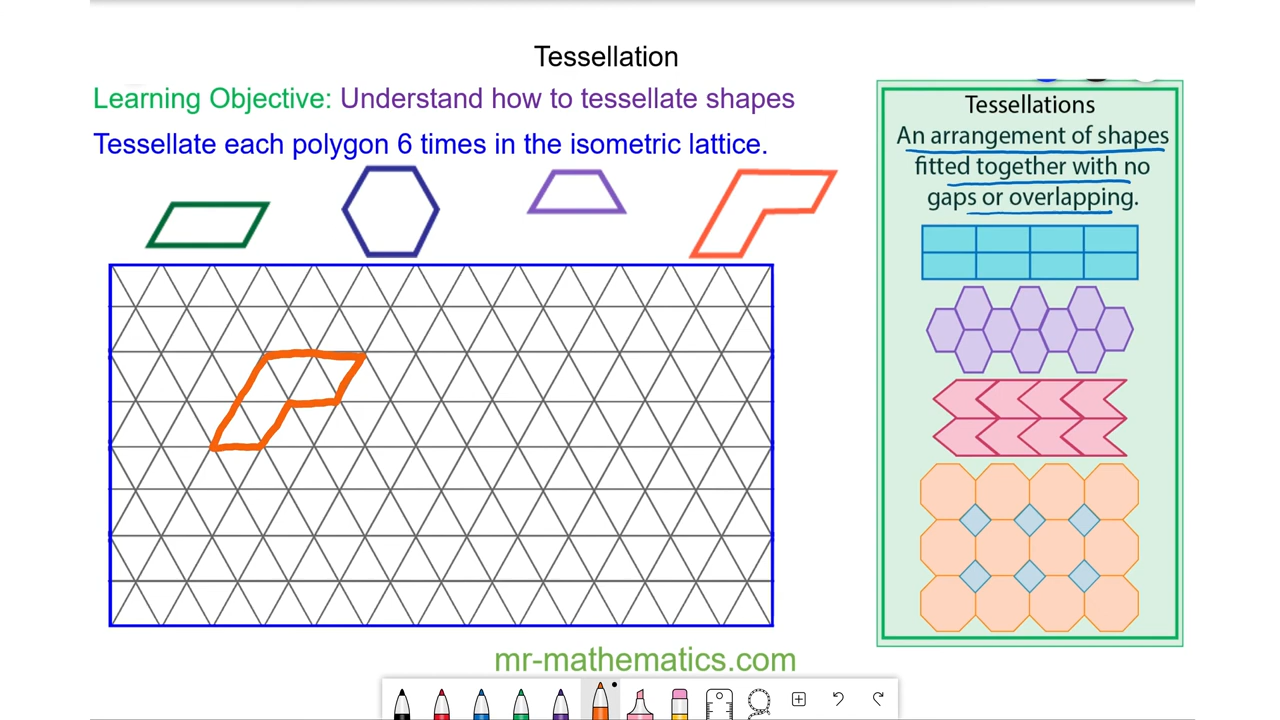 Tessellation
Learning Objective: Understand how to tessellate shapes
Tessellate each polygon 6 times in the isometric lattice.
Tessellations
An arrangement of shapes
fitted together with no
gaps or overlapping.
mr-mathematics.com